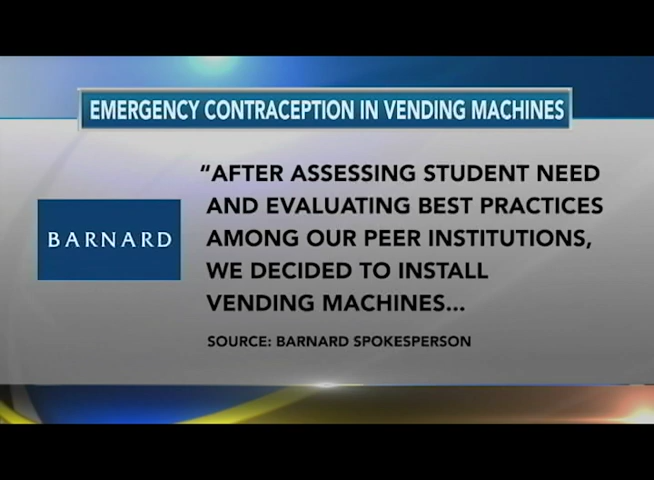 EMERGENCY CONTRACEPTION IN VENDING MACHINES
BARNARD
“AFTER ASSESSING STUDENT NEED
AND EVALUATING BEST PRACTICES
AMONG OUR PEER INSTITUTIONS,
WE DECIDED TO INSTALL
VENDING MACHINES...
SOURCE: BARNARD SPOKESPERSON